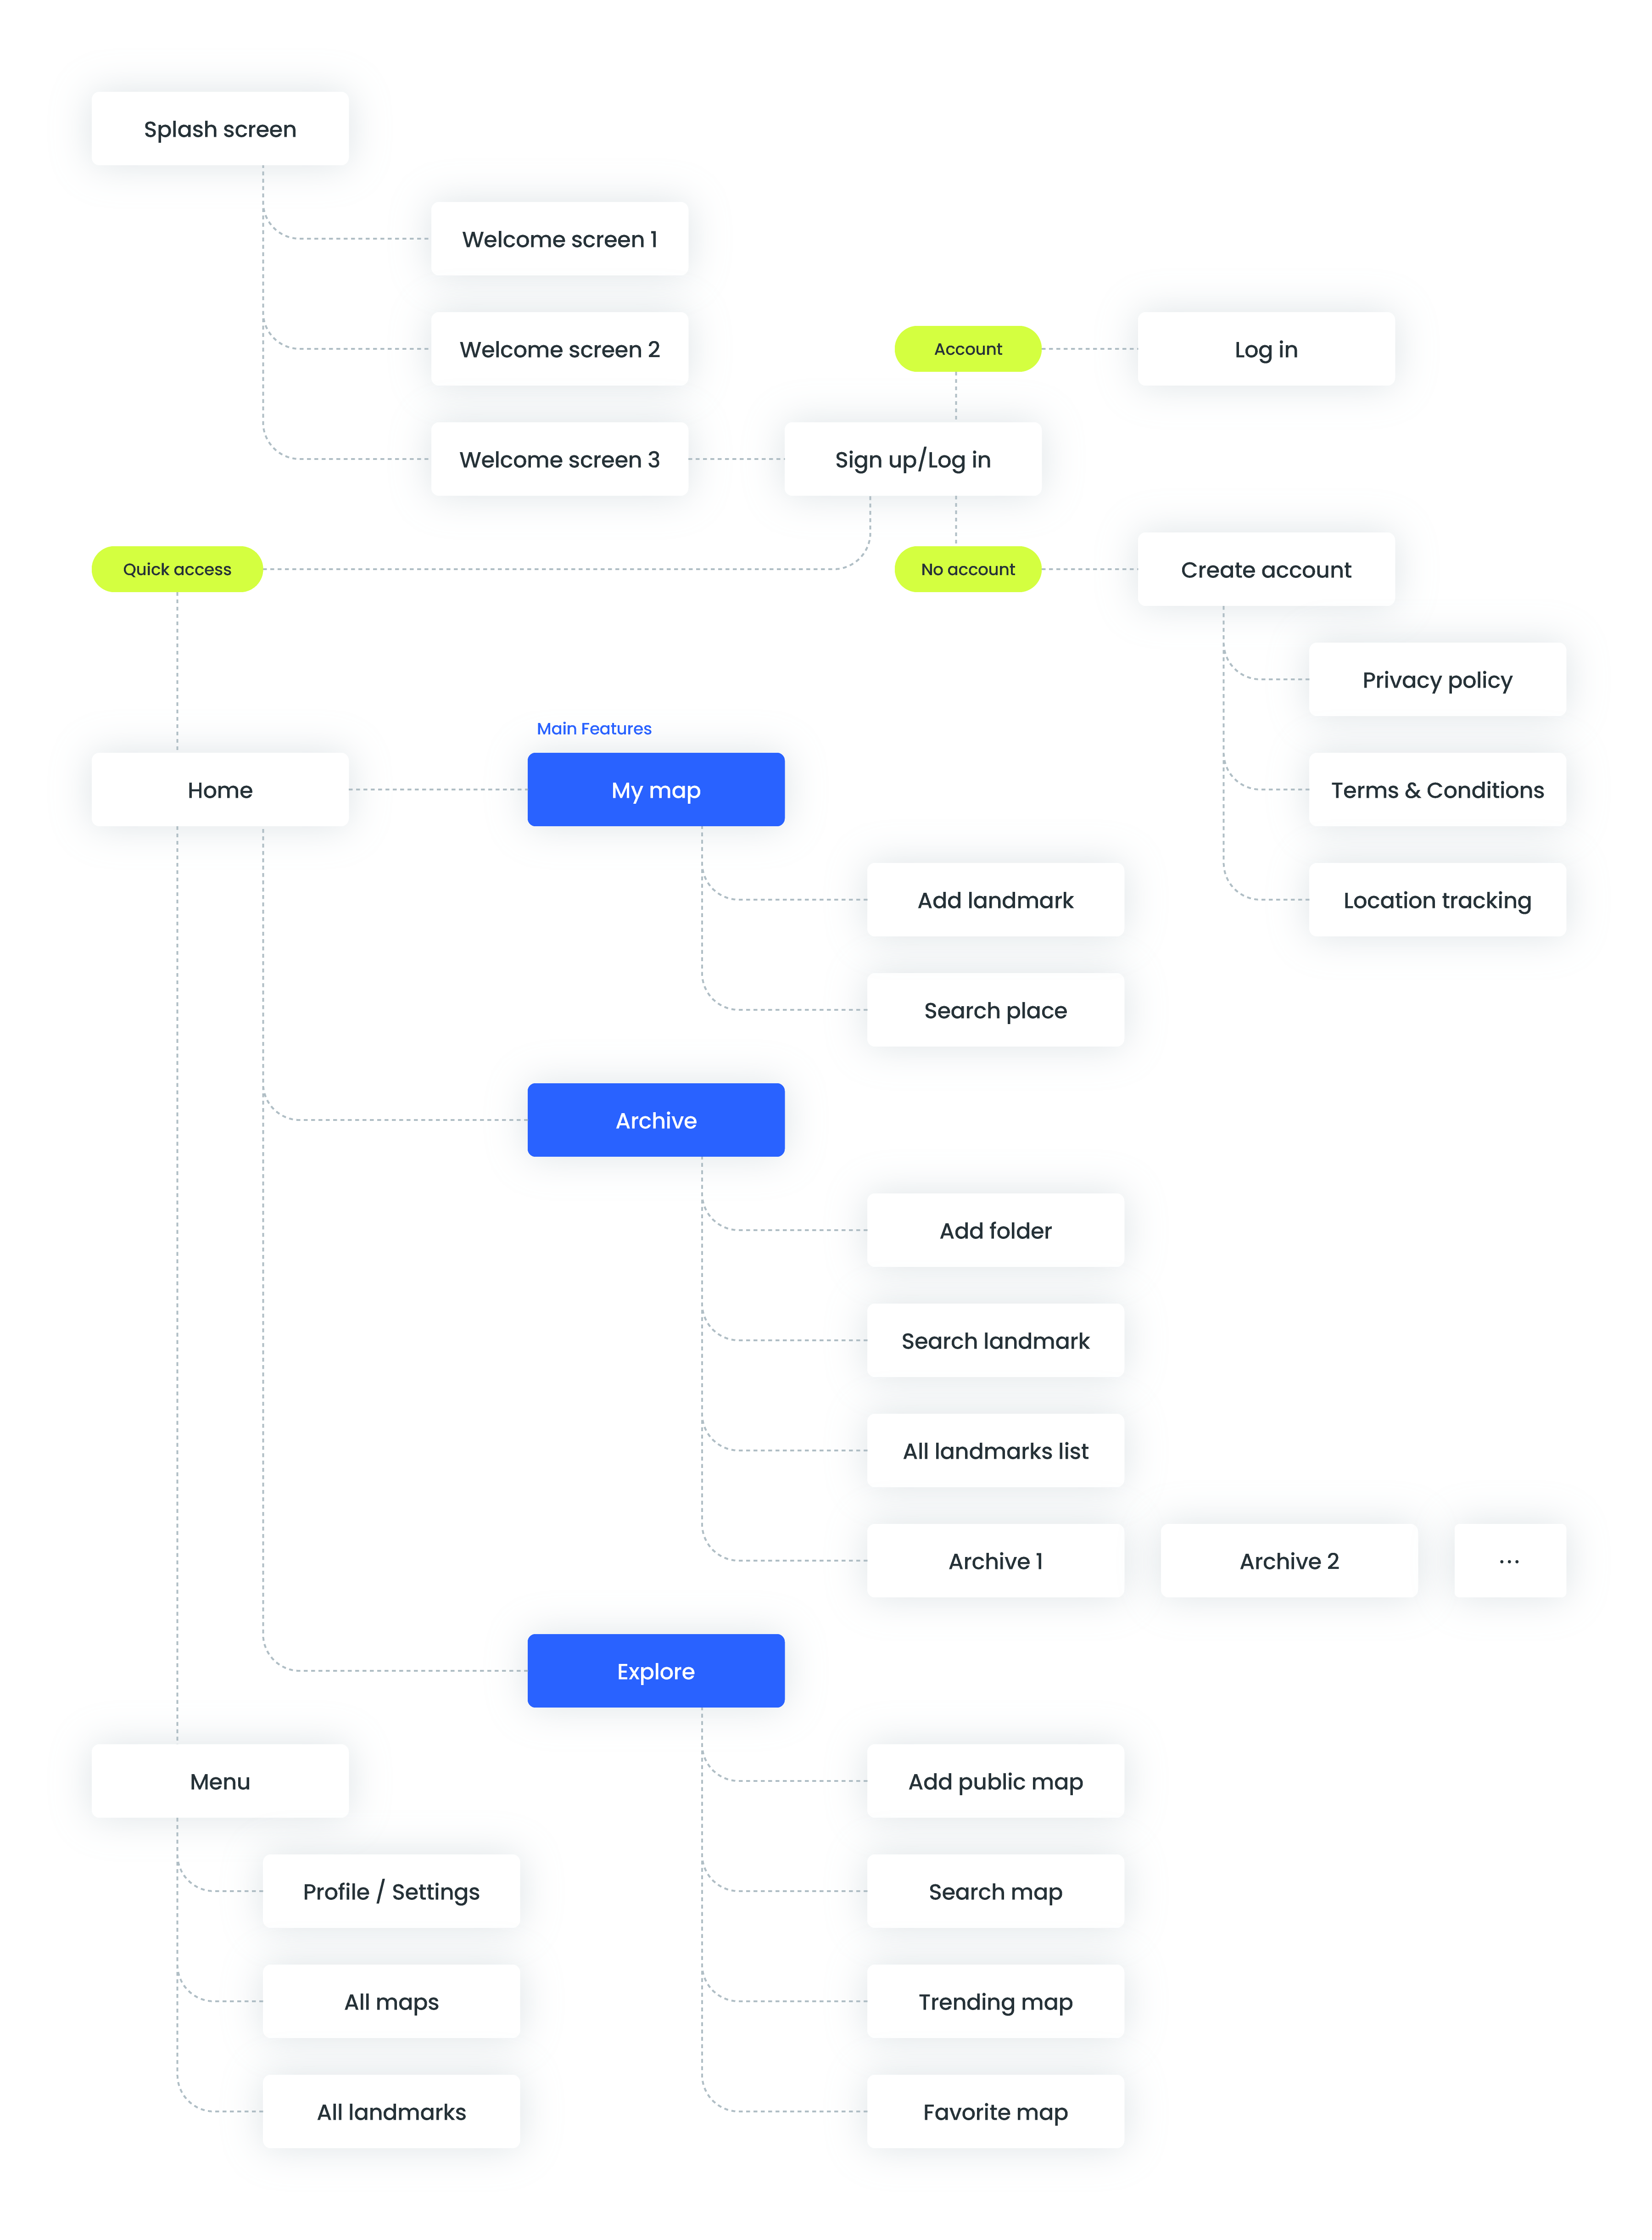 Splash screen
Welcome screen 1
Welcome screen 2
Account
Log in
Welcome screen 3
Sign up/Log in
Quick access
No account
Create account
Privacy policy
Main Features
Home
My map
Terms & Conditions
Add landmark
Location tracking
Search place
Archive
Add folder
Search landmark
All landmarks list
Archive 1
Archive 2
...
Explore
Menu
Add public map
Profile / Settings
Search map
All maps
Trending map
All landmarks
Favorite map